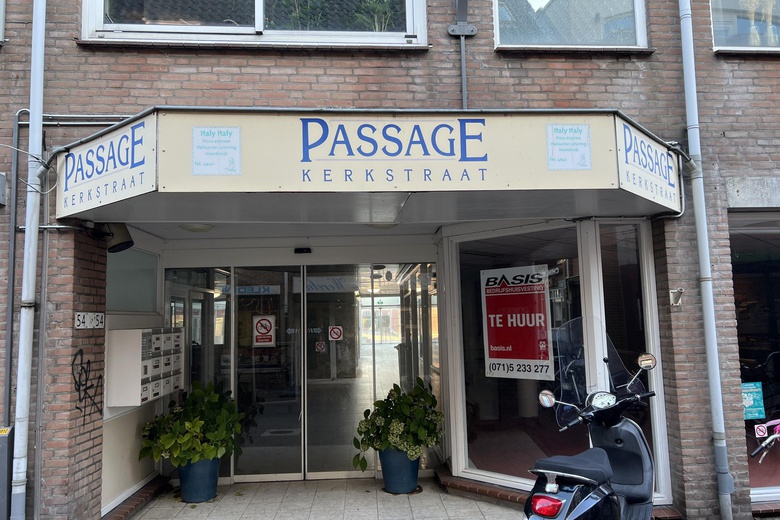 PASSAGE
KERKSTRAAT
Italy Italy
PASSAGE
KERKSTRAAT
Italy Italy
PASSAGE
KERKSTRAAT
BASIS
BEDRIJFSHUISVESTING
TE HUUR
basis.nl
(071)5 233 277
54
54